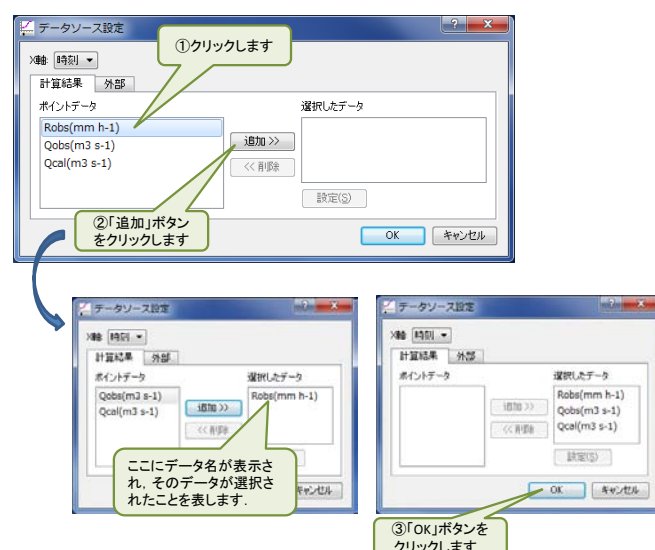 データソース設定
①クリックします
X軸: 時刻
計算結果 外部
ポイントデータ 選択したデータ
Robs(mm h-1)
Qobs(m3 s-1)
Qcal(m3 s-1)
追加 >>
<< 削除
設定(S)
②「追加」ボタン
をクリックします
OK キャンセル
データソース設定
X軸: 時刻
計算結果 外部
ポイントデータ 選択したデータ
Qobs(m3 s-1)
Qcal(m3 s-1)
追加 >>
<< 削除
Robs(mm h-1)
ここにデータ名が表示さ
れ，そのデータが選択さ
れたことを表します．
キャンセル
データソース設定
X軸: 時刻
計算結果 外部
ポイントデータ 選択したデータ
追加 >>
<< 削除
Robs(mm h-1)
Qobs(m3 s-1)
Qcal(m3 s-1)
設定(S)
OK キャンセル
③「OK」ボタンを
クリックします